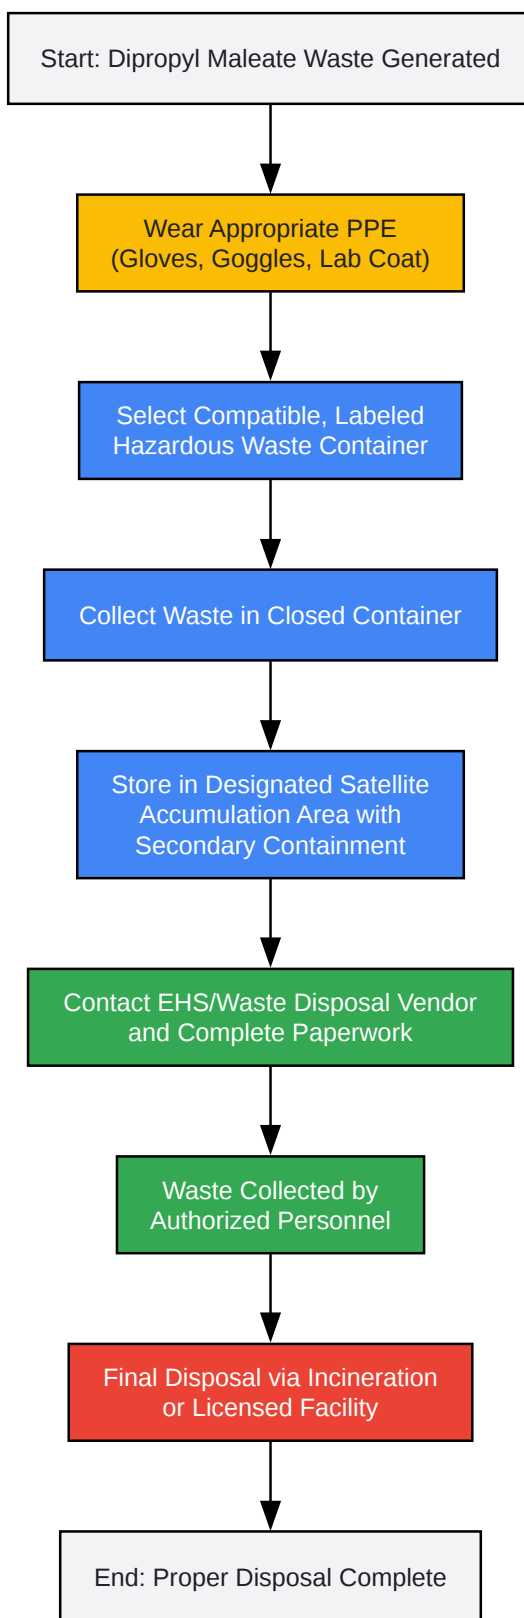 Start: Dipropyl Maleate Waste Generated
Wear Appropriate PPE
(Gloves, Goggles, Lab Coat)
Select Compatible, Labeled
Hazardous Waste Container
Collect Waste in Closed Container
Store in Designated Satellite
Accumulation Area with
Secondary Containment
Contact EHS/Waste Disposal Vendor
and Complete Paperwork
Waste Collected by
Authorized Personnel
Final Disposal via Incineration
or Licensed Facility
End: Proper Disposal Complete